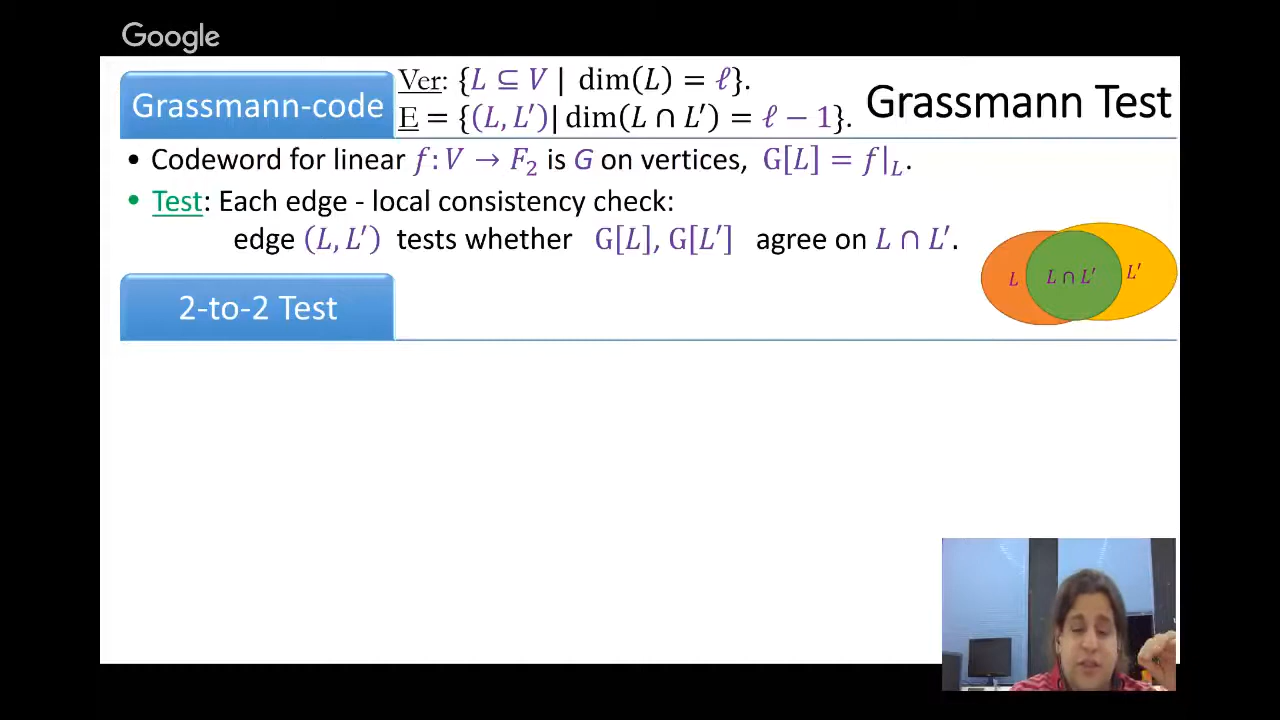 Google
Grassmann-code
Ver: {L ⊆ V | dim(L) = ℓ}.
E = {(L, L′)| dim(L ∩ L′) = ℓ − 1}.
Grassmann Test
• Codeword for linear f: V → F₂ is G on vertices, G[L] = f|_L.
• Test: Each edge - local consistency check:
edge (L, L′) tests whether G[L], G[L′] agree on L ∩ L′.
L L ∩ L′ L′
2-to-2 Test